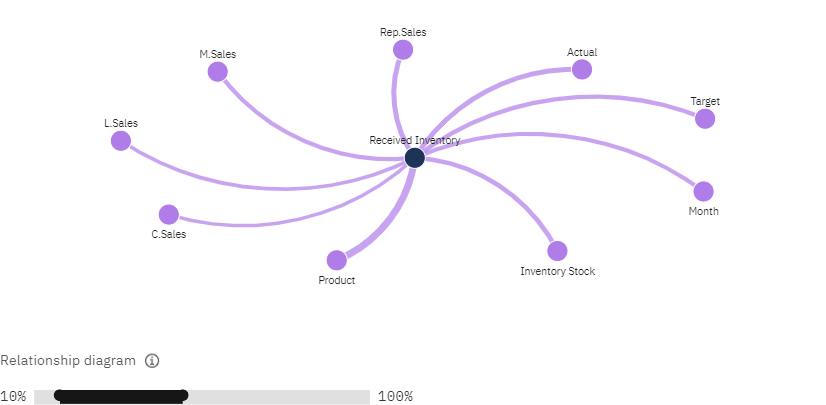 Rep.Sales
M.Sales
Actual
Target
L.Sales
Received Inventory
Month
C.Sales
Inventory Stock
Product
Relationship diagram
10%
100%